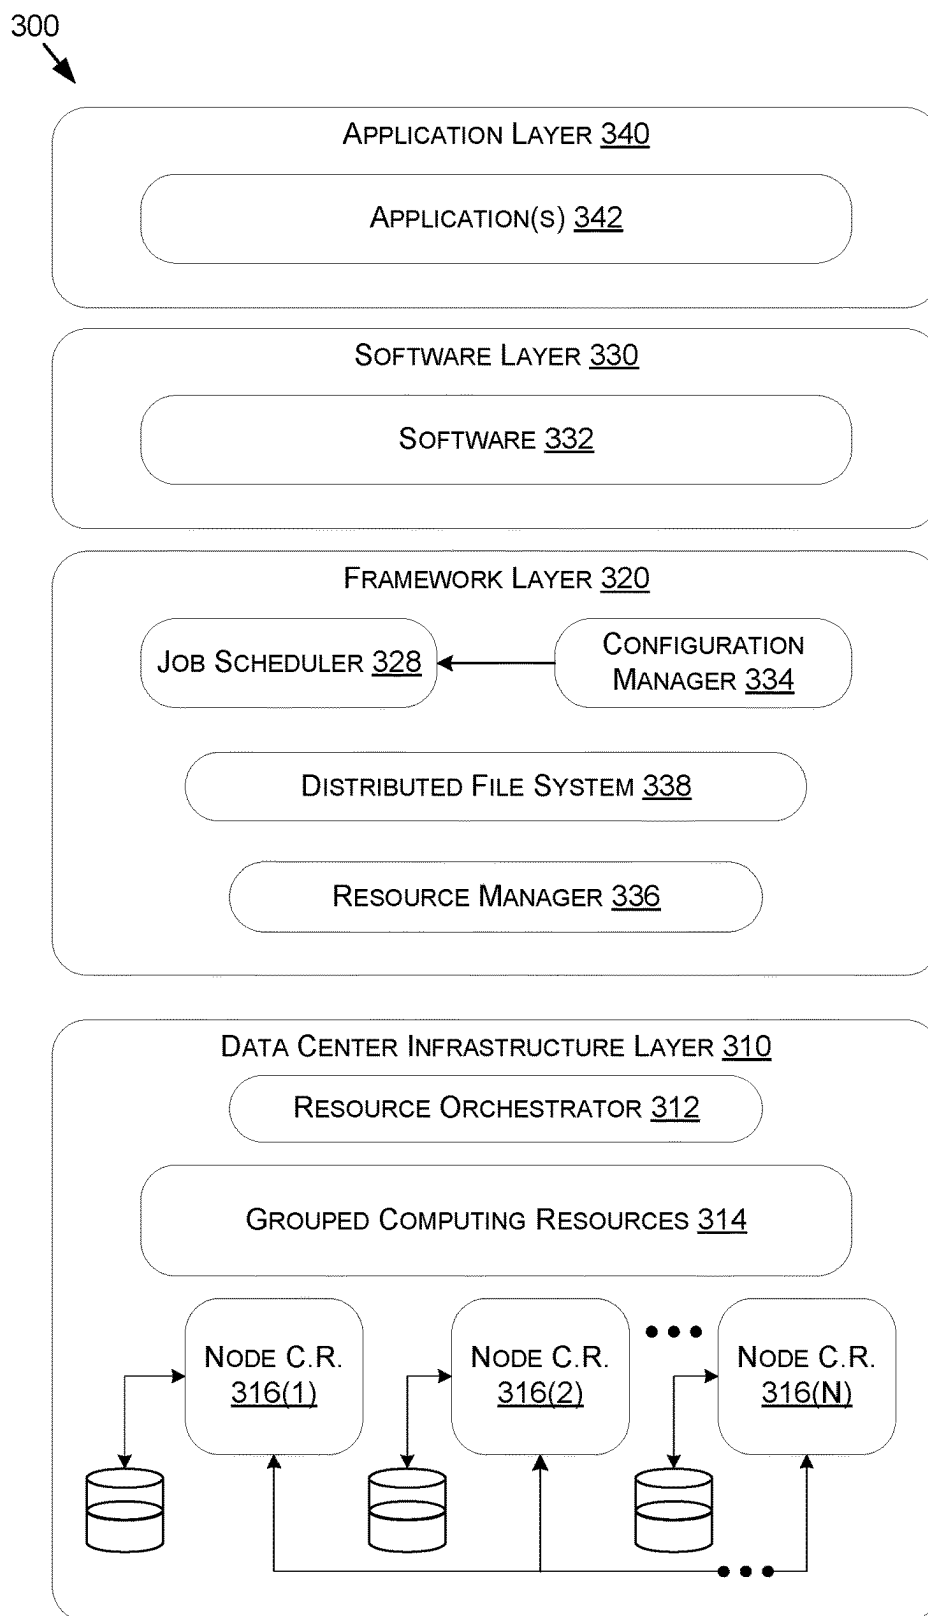 300
APPLICATION LAYER 340
APPLICATION(S) 342
SOFTWARE LAYER 330
SOFTWARE 332
FRAMEWORK LAYER 320
JOB SCHEDULER 328
CONFIGURATION
MANAGER 334
DISTRIBUTED FILE SYSTEM 338
RESOURCE MANAGER 336
DATA CENTER INFRASTRUCTURE LAYER 310
RESOURCE ORCHESTRATOR 312
GROUPED COMPUTING RESOURCES 314
NODE C.R.
316(1)
NODE C.R.
316(2)
NODE C.R.
316(N)